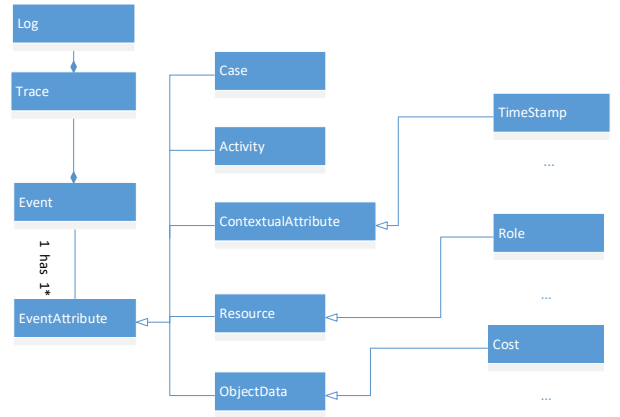 Log
Trace
Event
1 has 1*
EventAttribute
Case
Activity
ContextualAttribute
Resource
ObjectData
TimeStamp
...
Role
...
Cost
...